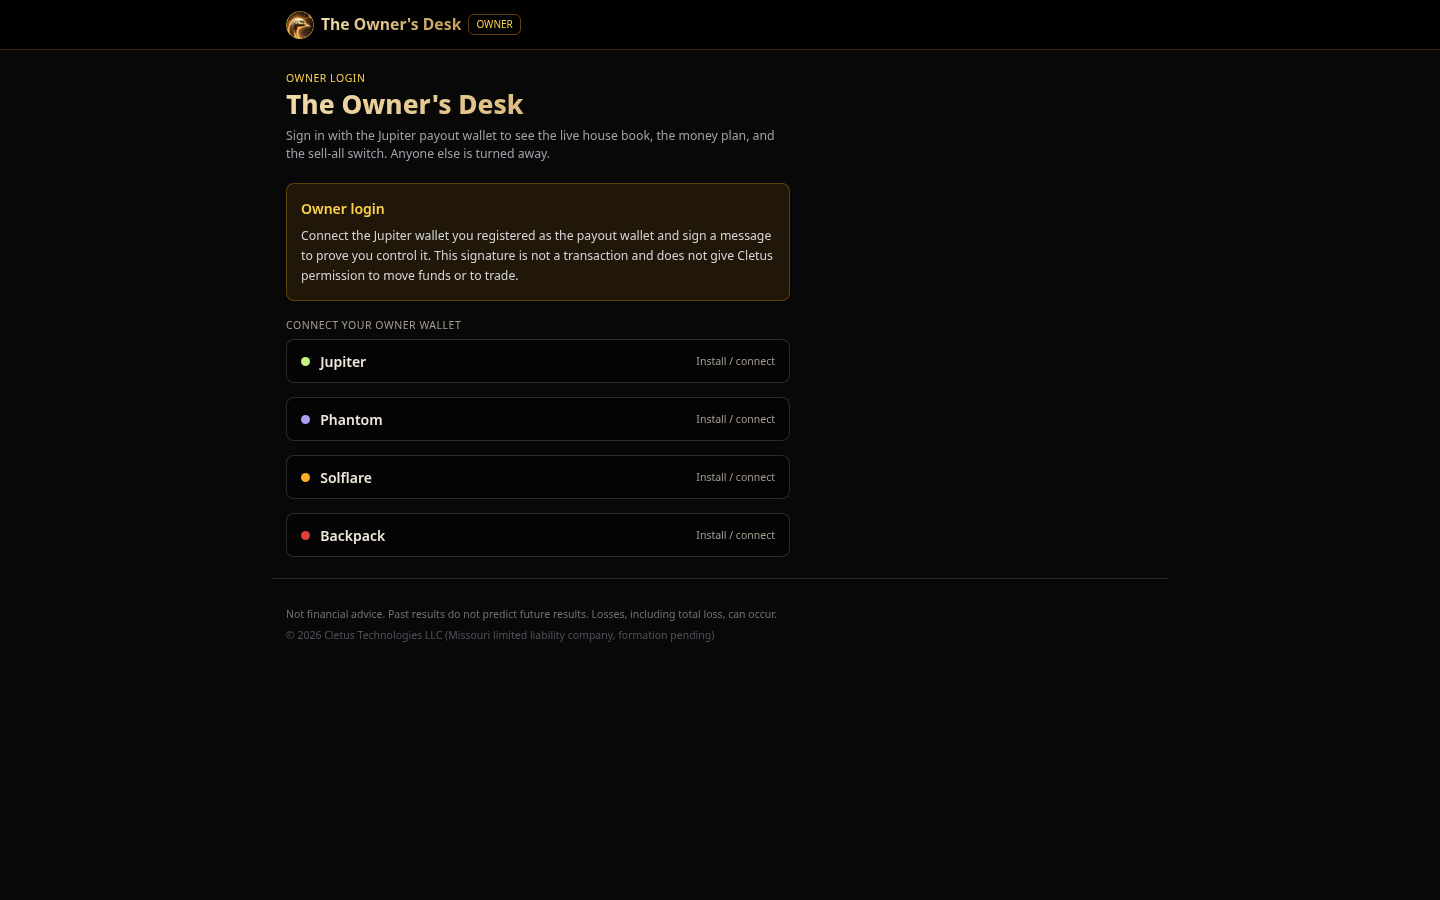 The Owner's Desk OWNER
OWNER LOGIN
The Owner's Desk
Sign in with the Jupiter payout wallet to see the live house book, the money plan, and
the sell-all switch. Anyone else is turned away.
Owner login
Connect the Jupiter wallet you registered as the payout wallet and sign a message
to prove you control it. This signature is not a transaction and does not give Cletus
permission to move funds or to trade.
CONNECT YOUR OWNER WALLET
Jupiter Install / connect
Phantom Install / connect
Solflare Install / connect
Backpack Install / connect
Not financial advice. Past results do not predict future results. Losses, including total loss, can occur.
© 2026 Cletus Technologies LLC (Missouri limited liability company, formation pending)